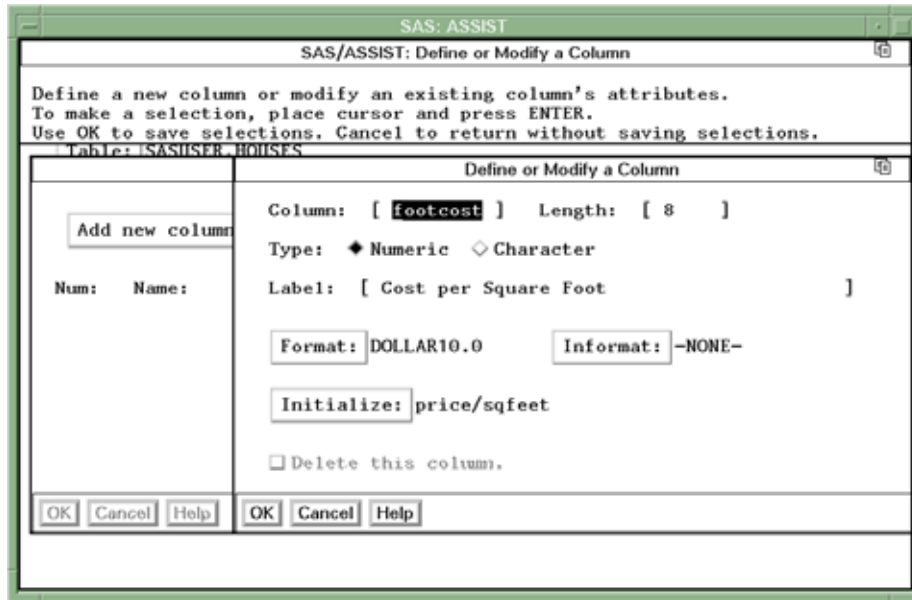 SAS: ASSIST
SAS/ASSIST: Define or Modify a Column
Define a new column or modify an existing column's attributes.
To make a selection, place cursor and press ENTER.
Use OK to save selections. Cancel to return without saving selections.
Table: SASUSER.HOUSES
Define or Modify a Column
Add new column
Num: Name:
OK Cancel Help
Column: [ footcost ] Length: [ 8 ]
Type: Numeric Character
Label: [ Cost per Square Foot ]
Format: DOLLAR10.0 Informat: -NONE-
Initialize: price/sqfeet
Delete this column.
OK Cancel Help